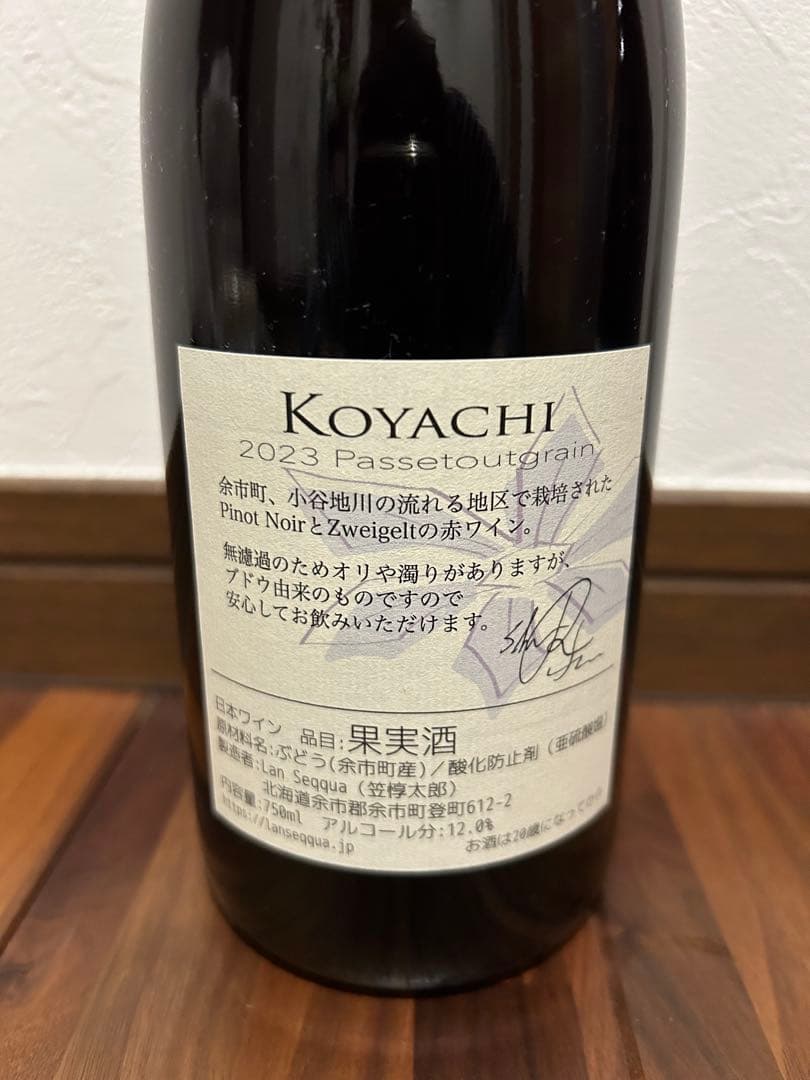 KOYACHI
2023 Passetoutgrain
余市町、小谷地川の流れる地区で栽培された
Pinot NoirとZweigeltの赤ワイン。
無濾過のためオリや濁りがありますが、
ブドウ由来のものですので
安心してお飲みいただけます。
日本ワイン 品目:果実酒
原材料名:ぶどう(余市町産)/酸化防止剤(亜硫酸塩)
製造者:Lan Seqqua(笠惇太郎)
北海道余市郡余市町登町612-2
内容量:750ml アルコール分:12.0%
https://lanseqqua.jp
お酒は20歳になってから